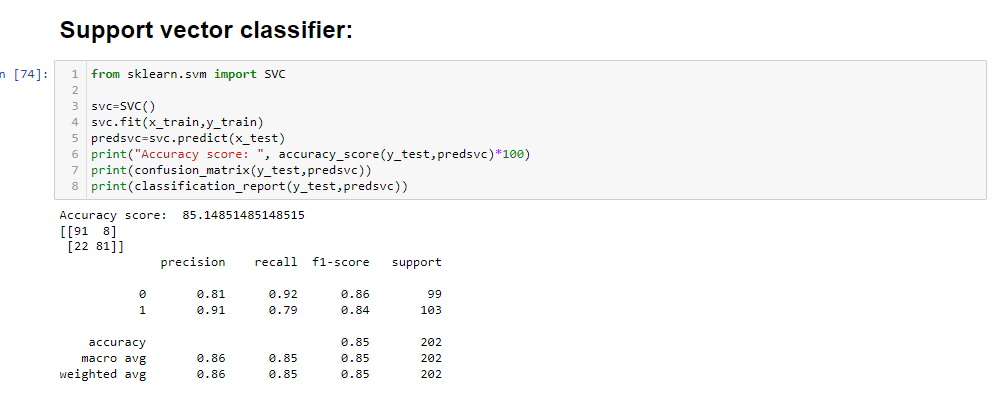 Support vector classifier:
n [74]:
1 from sklearn.svm import SVC
2
3 svc=SVC()
4 svc.fit(x_train,y_train)
5 predsvc=svc.predict(x_test)
6 print("Accuracy score: ", accuracy_score(y_test,predsvc)*100)
7 print(confusion_matrix(y_test,predsvc))
8 print(classification_report(y_test,predsvc))
Accuracy score:  85.14851485148515
[[91  8]
 [22 81]]
precision recall f1-score support
0 0.81 0.92 0.86 99
1 0.91 0.79 0.84 103
accuracy 0.85 202
macro avg 0.86 0.85 0.85 202
weighted avg 0.86 0.85 0.85 202